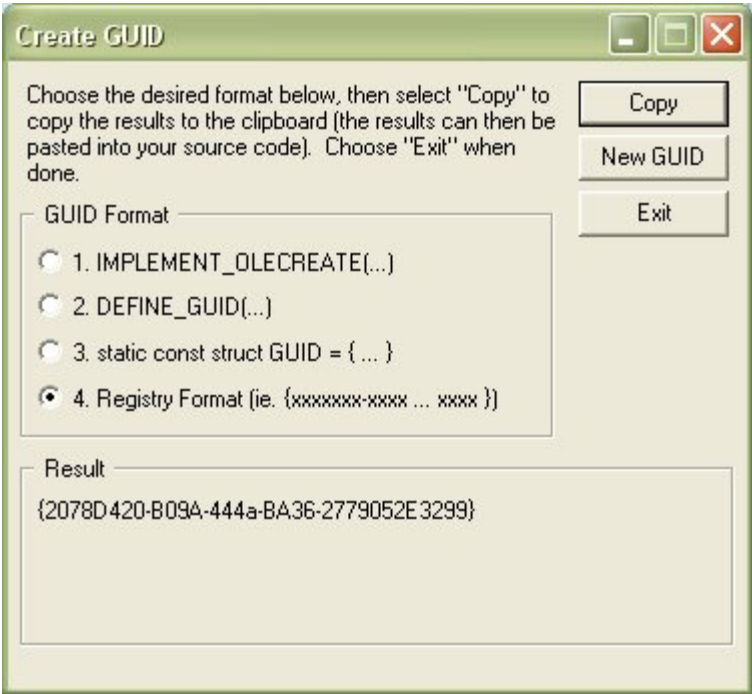 Create GUID
Choose the desired format below, then select "Copy" to
copy the results to the clipboard (the results can then be
pasted into your source code).  Choose "Exit" when
done.
Copy
New GUID
Exit
GUID Format
1. IMPLEMENT_OLECREATE(...)
2. DEFINE_GUID(...)
3. static const struct GUID = { ... }
4. Registry Format (ie. {xxxxxxx-xxxx ... xxxx })
Result
{2078D420-B09A-444a-BA36-2779052E3299}